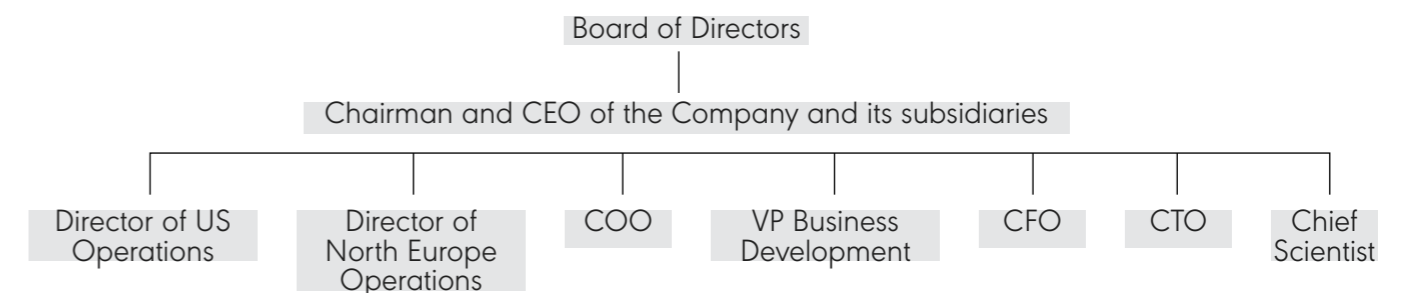 Board of Directors
Chairman and CEO of the Company and its subsidiaries
Director of US
Operations
Director of
North Europe
Operations
COO
VP Business
Development
CFO
CTO
Chief
Scientist